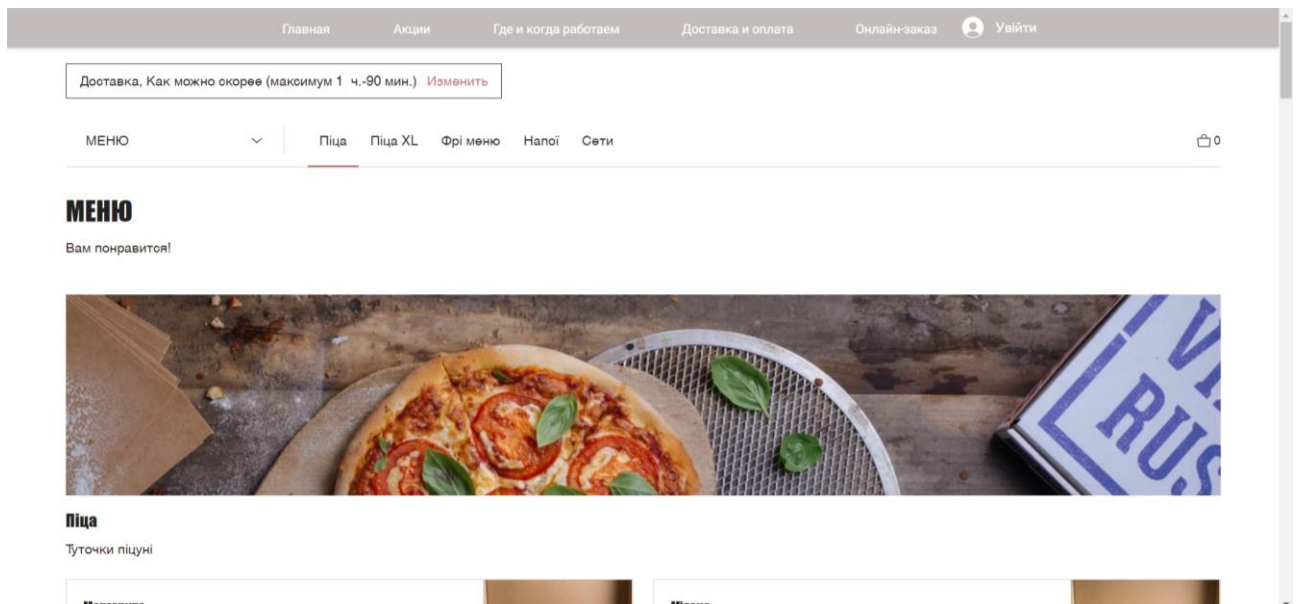 Главная Акции Где и когда работаем Доставка и оплата Онлайн-заказ Увійти
Доставка, Как можно скорее (максимум 1 ч.-90 мин.) Изменить
МЕНЮ Піца Піца XL Фрі меню Напої Сети 0
МЕНЮ
Вам понравится!
Піца
Туточки піцуні